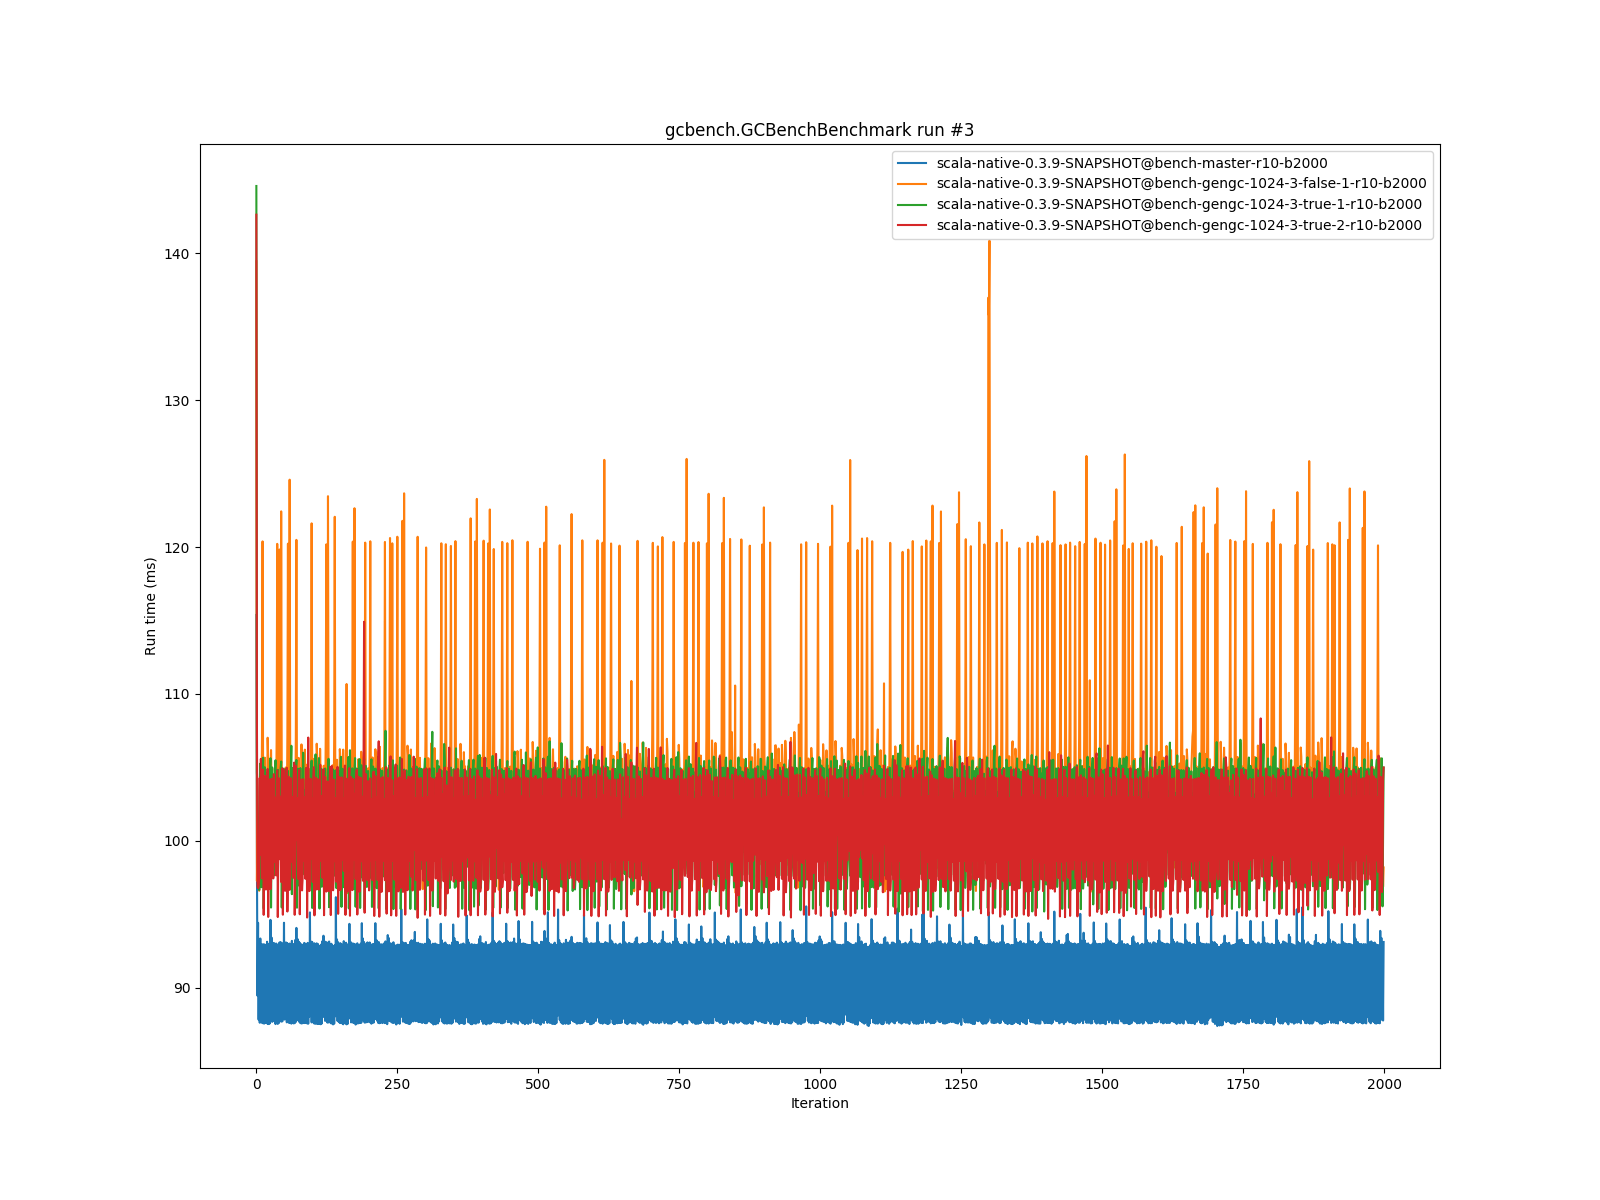 gcbench.GCBenchBenchmark run #3
scala-native-0.3.9-SNAPSHOT@bench-master-r10-b2000
scala-native-0.3.9-SNAPSHOT@bench-gengc-1024-3-false-1-r10-b2000
scala-native-0.3.9-SNAPSHOT@bench-gengc-1024-3-true-1-r10-b2000
scala-native-0.3.9-SNAPSHOT@bench-gengc-1024-3-true-2-r10-b2000
140
130
120
110
100
90
Run time (ms)
0 250 500 750 1000 1250 1500 1750 2000
Iteration